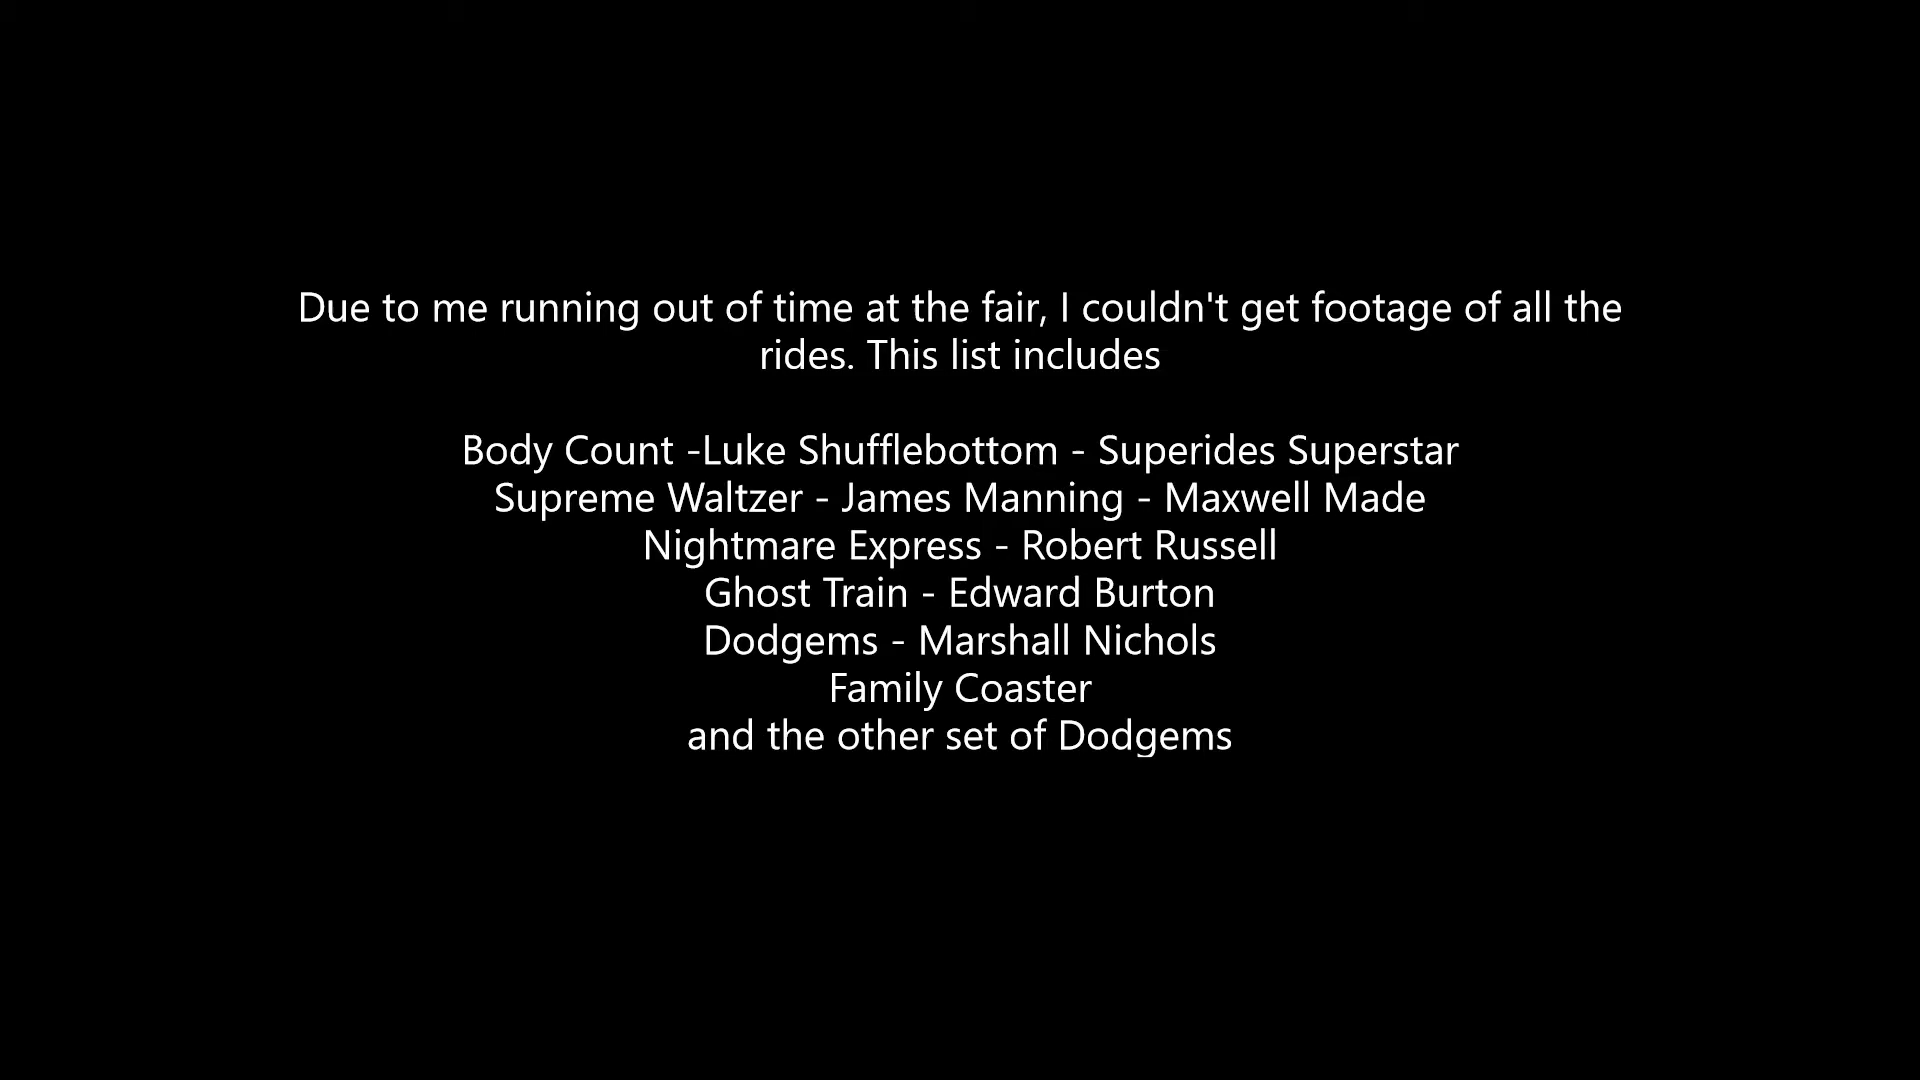 Due to me running out of time at the fair, I couldn't get footage of all the
rides. This list includes
Body Count -Luke Shufflebottom - Superides Superstar
Supreme Waltzer - James Manning - Maxwell Made
Nightmare Express - Robert Russell
Ghost Train - Edward Burton
Dodgems - Marshall Nichols
Family Coaster
and the other set of Dodgems